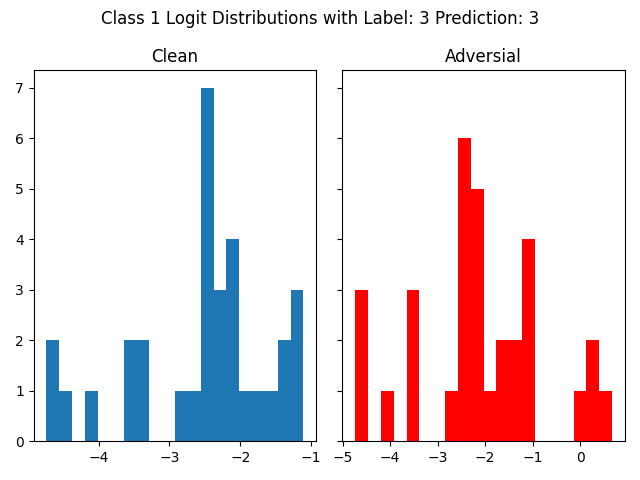 Class 1 Logit Distributions with Label: 3 Prediction: 3
Clean
Adversial
7
6
5
4
3
2
1
0
−4 −3 −2 −1
−5 −4 −3 −2 −1 0